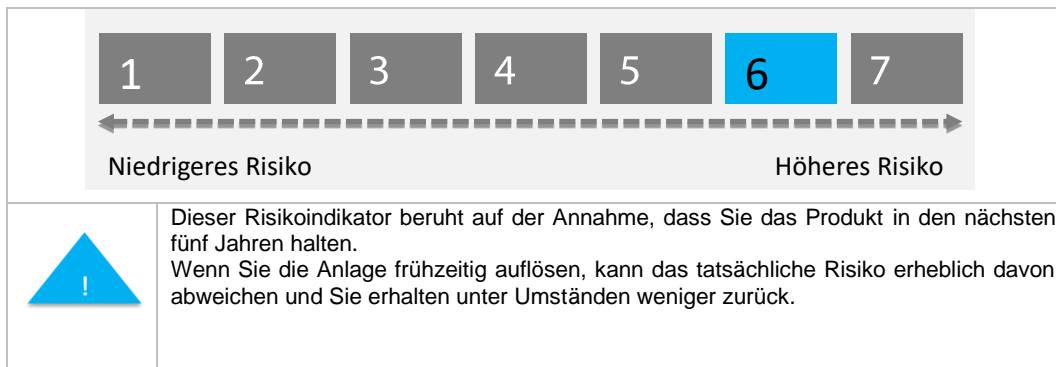 1 2 3 4 5 6 7
Niedrigeres Risiko Höheres Risiko
Dieser Risikoindikator beruht auf der Annahme, dass Sie das Produkt in den nächsten
fünf Jahren halten.
Wenn Sie die Anlage frühzeitig auflösen, kann das tatsächliche Risiko erheblich davon
abweichen und Sie erhalten unter Umständen weniger zurück.
!